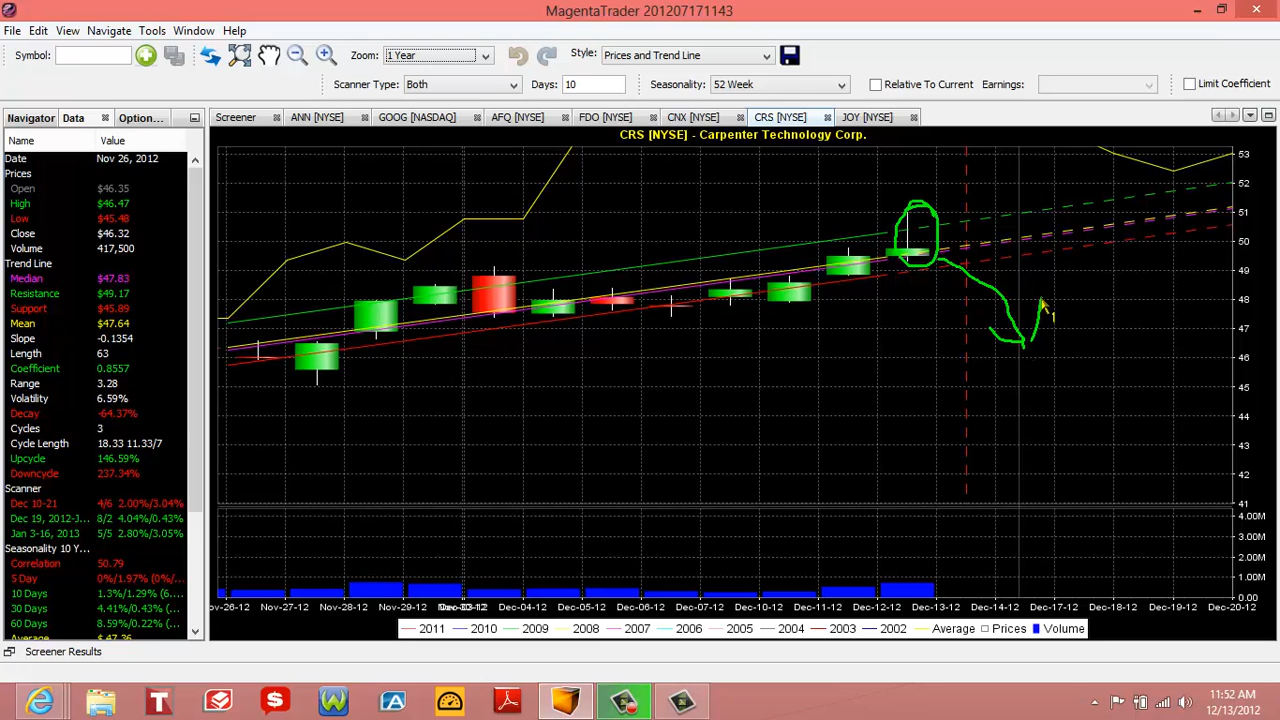 MagentaTrader 201207171143
File Edit View Navigate Tools Window Help
Symbol: Zoom: 1 Year Style: Prices and Trend Line
Scanner Type: Both Days: 10 Seasonality: 52 Week Relative To Current Earnings: Limit Coefficient
Navigator Data Option... Screener ANN [NYSE] GOOG [NASDAQ] AFQ [NYSE] FDO [NYSE] CNX [NYSE] CRS [NYSE] JOY [NYSE]
CRS [NYSE] - Carpenter Technology Corp.
Name Value
Date Nov 26, 2012
Prices
Open $46.35
High $46.47
Low $45.48
Close $46.32
Volume 417,500
Trend Line
Median $47.83
Resistance $49.17
Support $45.89
Mean $47.64
Slope -0.1354
Length 63
Coefficient 0.8557
Range 3.28
Volatility 6.59%
Decay -64.37%
Cycles 3
Cycle Length 18.33 11.33/7
Upcycle 146.59%
Downcycle 237.34%
Scanner
Dec 10-21 4/6 2.00%/3.04%
Dec 19, 2012-J... 8/2 4.04%/0.43%
Jan 3-16, 2013 5/5 2.80%/3.05%
Seasonality 10 Y...
Correlation 50.79
5 Day 0%/1.97% (0%/...
10 Days 1.3%/1.29% (6....
30 Days 4.41%/0.43% (...
60 Days 8.59%/0.22% (...
Average $47.36
53
52
51
50
49
48
47
46
45
44
43
42
41
4.00M
3.00M
2.00M
1.00M
0.00
ov-26-12 Nov-27-12 Nov-28-12 Nov-29-12 Dec-03-12 Dec-04-12 Dec-05-12 Dec-06-12 Dec-07-12 Dec-10-12 Dec-11-12 Dec-12-12 Dec-13-12 Dec-14-12 Dec-17-12 Dec-18-12 Dec-19-12 Dec-20-12
2011 2010 2009 2008 2007 2006 2005 2004 2003 2002 Average Prices Volume
Screener Results
11:52 AM
12/13/2012